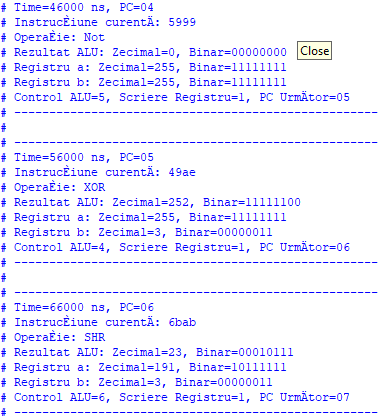 # Time=46000 ns, PC=04
# InstrucÈiune curentÄ: 5999
# OperaÈie: Not
# Rezultat ALU: Zecimal=0, Binar=00000000
Close
# Registru a: Zecimal=255, Binar=11111111
# Registru b: Zecimal=255, Binar=11111111
# Control ALU=5, Scriere Registru=1, PC UrmÄtor=05
# --------------------------------------------------
#
# --------------------------------------------------
# Time=56000 ns, PC=05
# InstrucÈiune curentÄ: 49ae
# OperaÈie: XOR
# Rezultat ALU: Zecimal=252, Binar=11111100
# Registru a: Zecimal=255, Binar=11111111
# Registru b: Zecimal=3, Binar=00000011
# Control ALU=4, Scriere Registru=1, PC UrmÄtor=06
# --------------------------------------------------
#
# --------------------------------------------------
# Time=66000 ns, PC=06
# InstrucÈiune curentÄ: 6bab
# OperaÈie: SHR
# Rezultat ALU: Zecimal=23, Binar=00010111
# Registru a: Zecimal=191, Binar=10111111
# Registru b: Zecimal=3, Binar=00000011
# Control ALU=6, Scriere Registru=1, PC UrmÄtor=07
# --------------------------------------------------